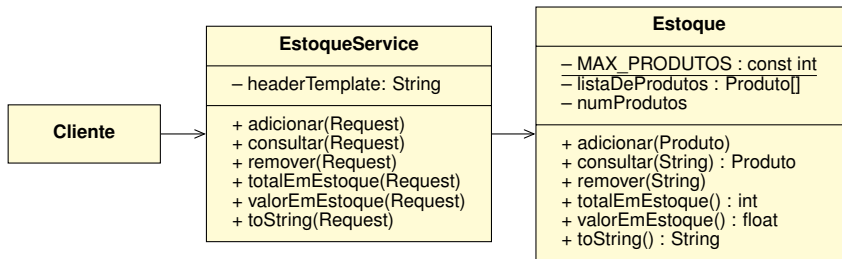 Cliente
EstoqueService
– headerTemplate: String
+ adicionar(Request)
+ consultar(Request)
+ remover(Request)
+ totalEmEstoque(Request)
+ valorEmEstoque(Request)
+ toString(Request)
Estoque
– MAX_PRODUTOS : const int
– listaDeProdutos : Produto[]
– numProdutos
+ adicionar(Produto)
+ consultar(String) : Produto
+ remover(String)
+ totalEmEstoque() : int
+ valorEmEstoque() : float
+ toString() : String